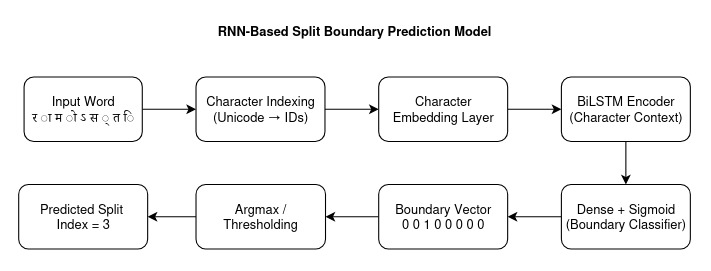 RNN-Based Split Boundary Prediction Model
Input Word
र ा म ो ऽ स ् त ि
Character Indexing
(Unicode → IDs)
Character
Embedding Layer
BiLSTM Encoder
(Character Context)
Predicted Split
Index = 3
Argmax /
Thresholding
Boundary Vector
0 0 1 0 0 0 0 0
Dense + Sigmoid
(Boundary Classifier)